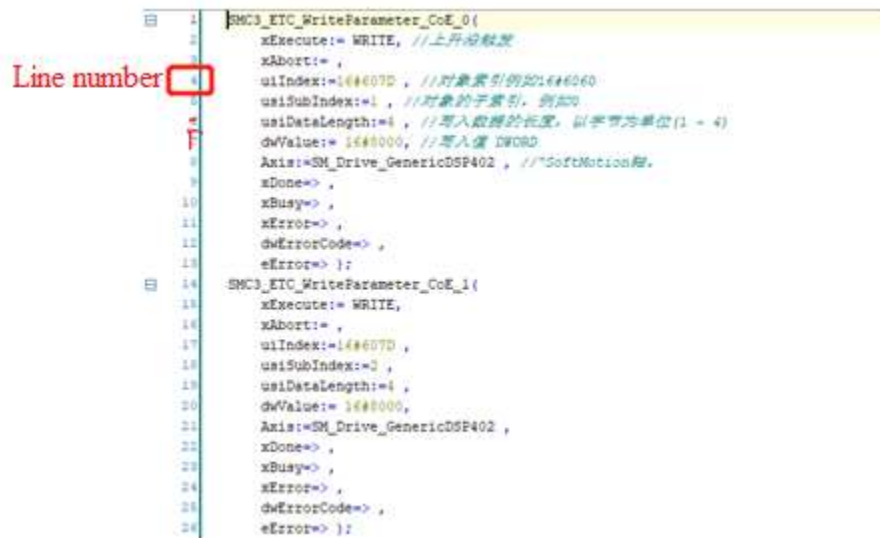 Line number
1 SMC3_ETC_WriteParameter_CoE_0(
2 xExecute:= WRITE, //上升沿触发
3 xAbort:= ,
4 uiIndex:=16#607D , //对象索引例如16#6060
5 usiSubIndex:=1 , //对象的子索引, 例如0
usiDataLength:=4 , //写入数据的长度, 以字节为单位(1 - 4)
dwValue:= 16#8000, //写入值 DWORD
8 Axis:=SM_Drive_GenericDSP402 , //"SoftMotion轴.
9 xDone=> ,
10 xBusy=> ,
11 xError=> ,
12 dwErrorCode=> ,
13 eError=> );
14 SMC3_ETC_WriteParameter_CoE_1(
15 xExecute:= WRITE,
16 xAbort:= ,
17 uiIndex:=16#607D ,
18 usiSubIndex:=2 ,
19 usiDataLength:=4 ,
20 dwValue:= 16#8000,
21 Axis:=SM_Drive_GenericDSP402 ,
22 xDone=> ,
23 xBusy=> ,
24 xError=> ,
25 dwErrorCode=> ,
26 eError=> );